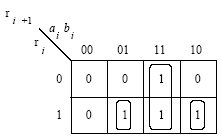 r i+1
a i b i
r i
00 01 11 10
0 0 0 1 0
1 0 1 1 1